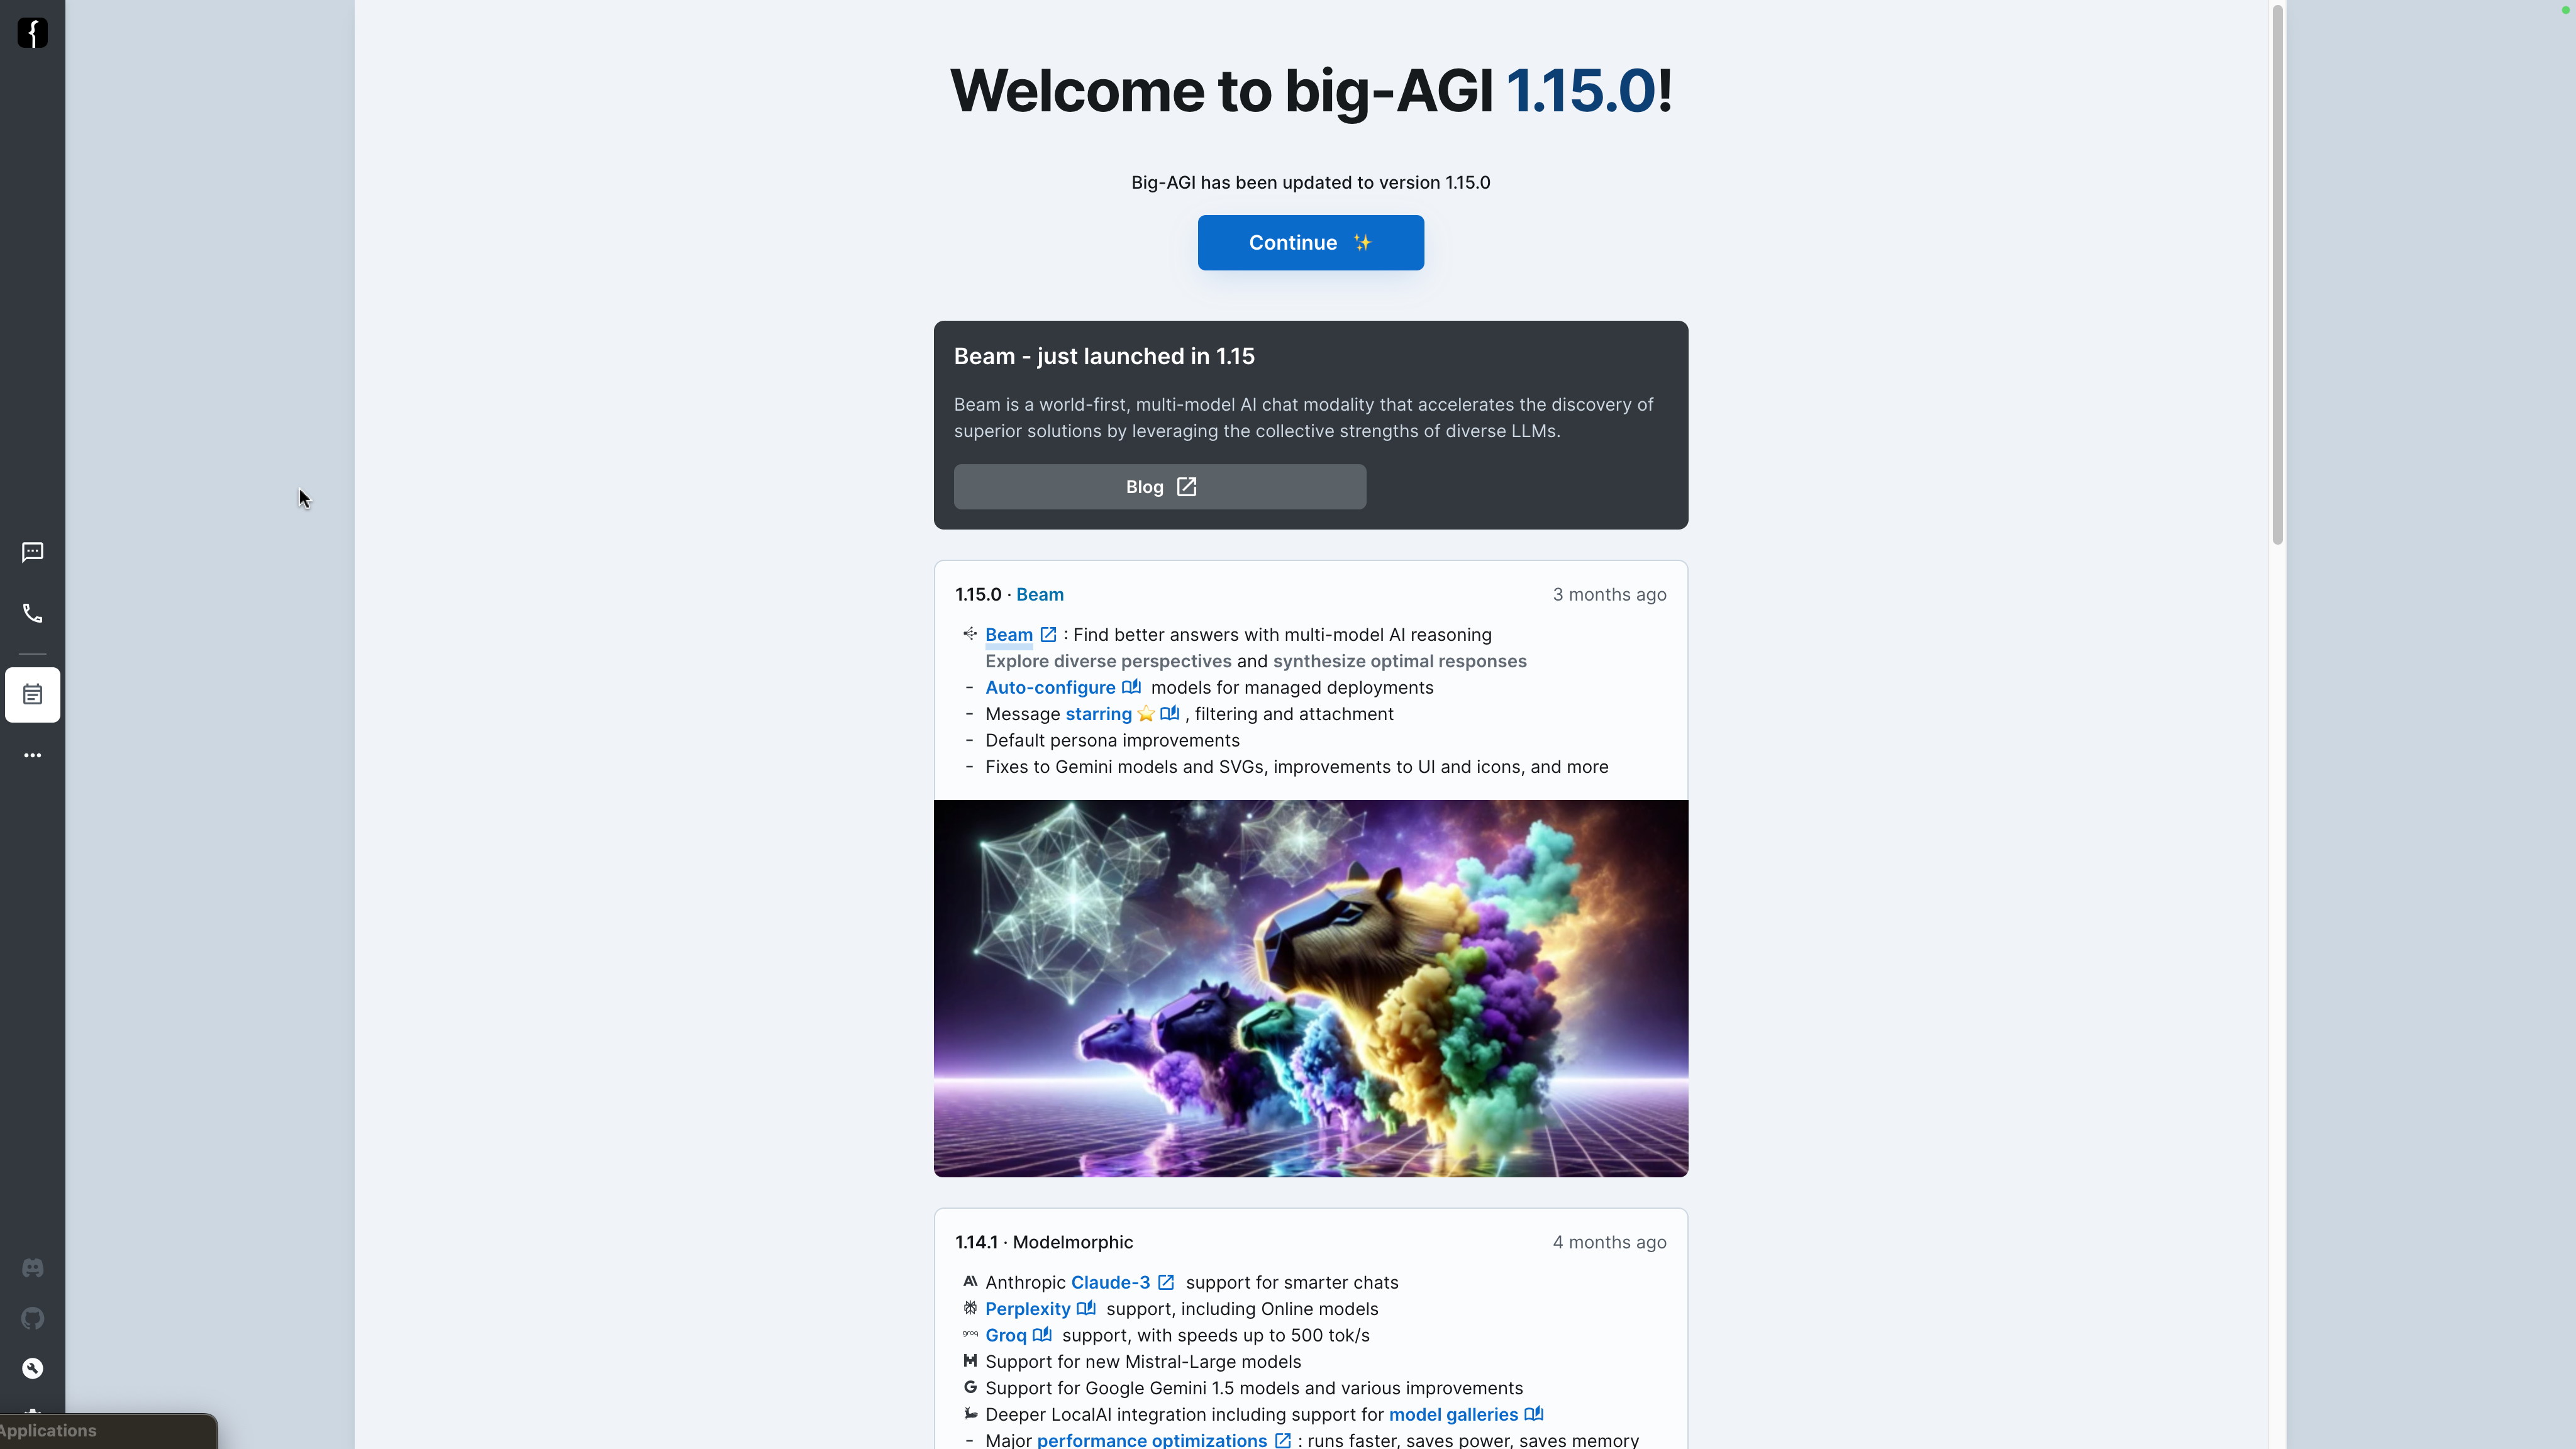 Welcome to big-AGI 1.15.0!
Big-AGI has been updated to version 1.15.0
Continue ✨
Beam - just launched in 1.15
Beam is a world-first, multi-model AI chat modality that accelerates the discovery of
superior solutions by leveraging the collective strengths of diverse LLMs.
Blog
1.15.0 · Beam 3 months ago
Beam : Find better answers with multi-model AI reasoning
Explore diverse perspectives and synthesize optimal responses
- Auto-configure models for managed deployments
- Message starring ⭐ , filtering and attachment
- Default persona improvements
- Fixes to Gemini models and SVGs, improvements to UI and icons, and more
1.14.1 · Modelmorphic 4 months ago
Anthropic Claude-3 support for smarter chats
Perplexity support, including Online models
groq Groq support, with speeds up to 500 tok/s
Support for new Mistral-Large models
Support for Google Gemini 1.5 models and various improvements
Deeper LocalAI integration including support for model galleries
- Major performance optimizations : runs faster, saves power, saves memory
Applications